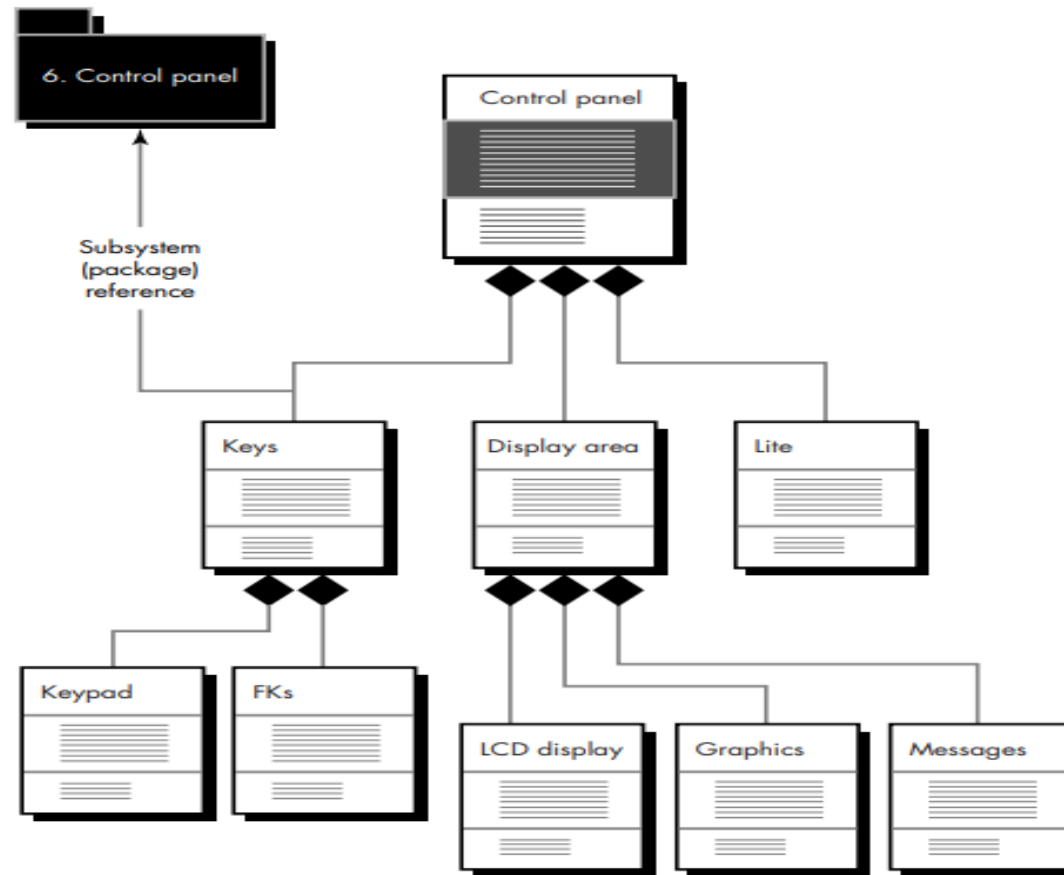 6. Control panel
Control panel
Subsystem
(package)
reference
Keys
Display area
Lite
Keypad
FKs
LCD display
Graphics
Messages